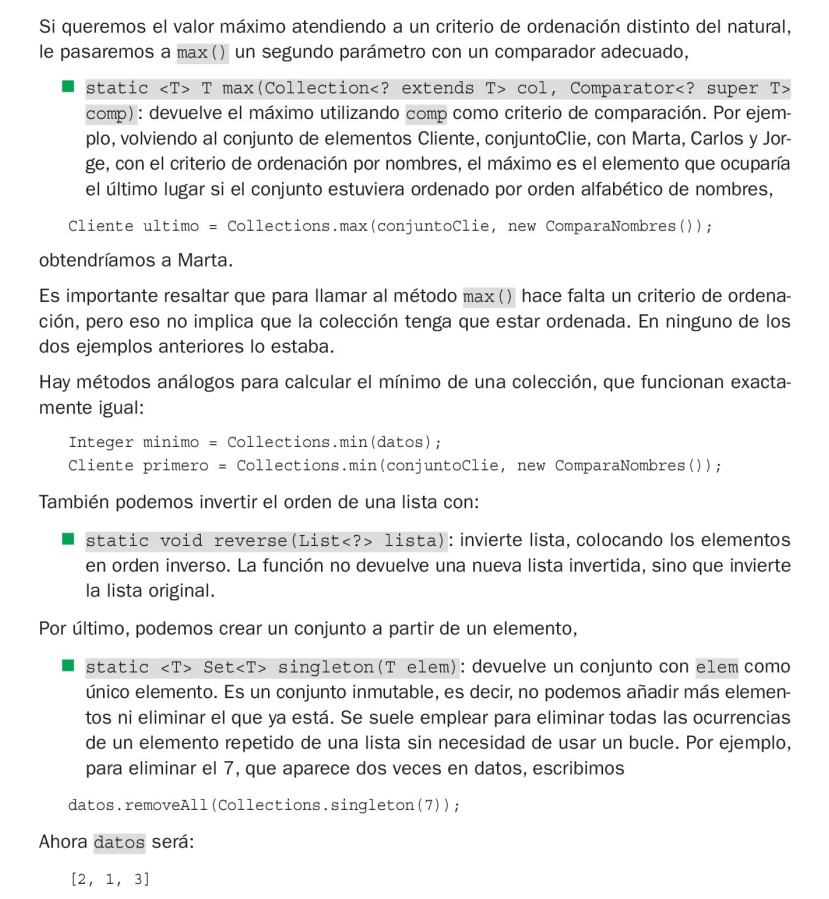 Si queremos el valor máximo atendiendo a un criterio de ordenación distinto del natural,
le pasaremos a max() un segundo parámetro con un comparador adecuado,
static <T> T max(Collection<? extends T> col, Comparator<? super T>
comp): devuelve el máximo utilizando comp como criterio de comparación. Por ejem-
plo, volviendo al conjunto de elementos Cliente, conjuntoClie, con Marta, Carlos y Jor-
ge, con el criterio de ordenación por nombres, el máximo es el elemento que ocuparía
el último lugar si el conjunto estuviera ordenado por orden alfabético de nombres,
Cliente ultimo = Collections.max(conjuntoClie, new ComparaNombres());
obtendríamos a Marta.
Es importante resaltar que para llamar al método max() hace falta un criterio de ordena-
ción, pero eso no implica que la colección tenga que estar ordenada. En ninguno de los
dos ejemplos anteriores lo estaba.
Hay métodos análogos para calcular el mínimo de una colección, que funcionan exacta-
mente igual:
Integer minimo = Collections.min(datos);
Cliente primero = Collections.min(conjuntoClie, new ComparaNombres());
También podemos invertir el orden de una lista con:
static void reverse(List<?> lista): invierte lista, colocando los elementos
en orden inverso. La función no devuelve una nueva lista invertida, sino que invierte
la lista original.
Por último, podemos crear un conjunto a partir de un elemento,
static <T> Set<T> singleton(T elem): devuelve un conjunto con elem como
único elemento. Es un conjunto inmutable, es decir, no podemos añadir más elemen-
tos ni eliminar el que ya está. Se suele emplear para eliminar todas las ocurrencias
de un elemento repetido de una lista sin necesidad de usar un bucle. Por ejemplo,
para eliminar el 7, que aparece dos veces en datos, escribimos
datos.removeAll(Collections.singleton(7));
Ahora datos será:
[2, 1, 3]